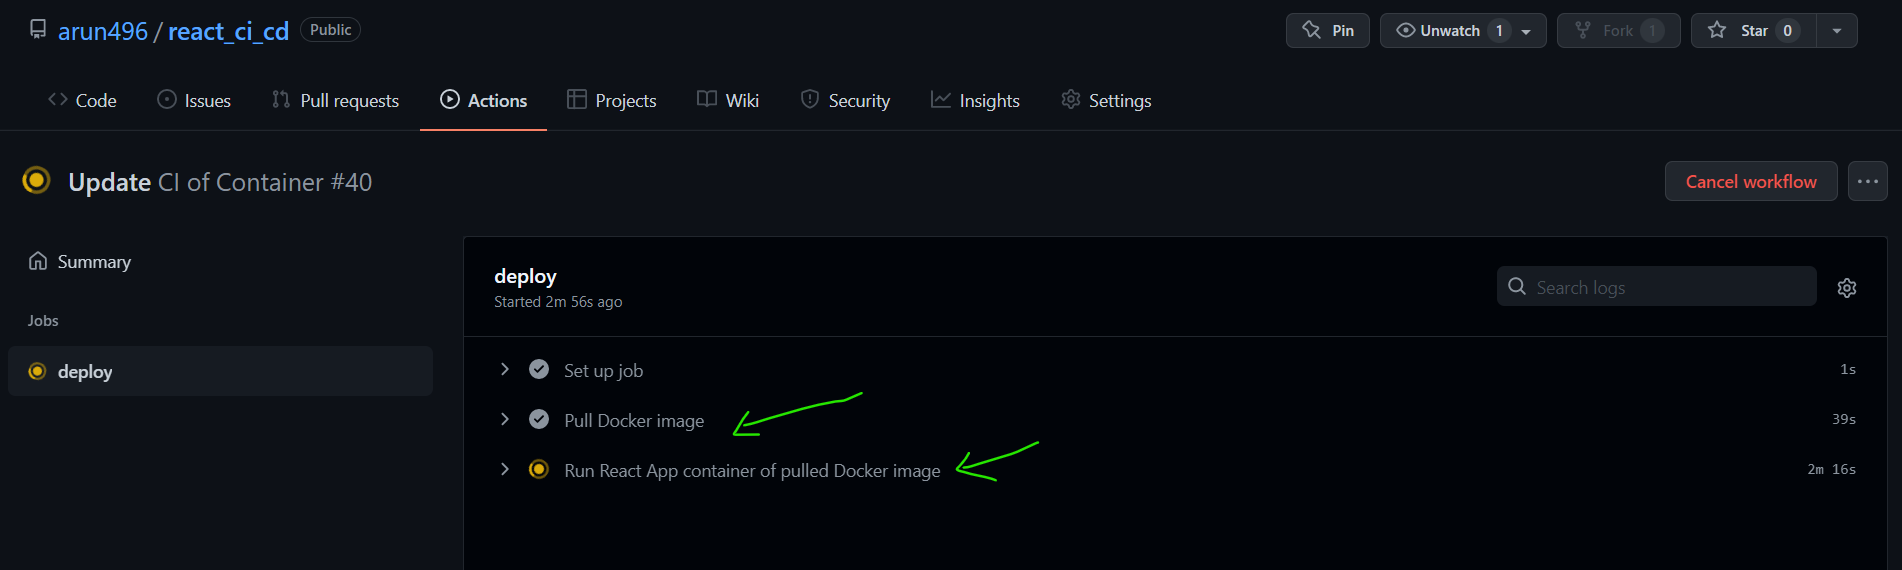 arun496 / react_ci_cd Public
Pin
Unwatch 1
Fork 1
Star 0
Code
Issues
Pull requests
Actions
Projects
Wiki
Security
Insights
Settings
Update CI of Container #40
Cancel workflow
Summary
Jobs
deploy
deploy
Started 2m 56s ago
Search logs
Set up job 1s
Pull Docker image 39s
Run React App container of pulled Docker image 2m 16s